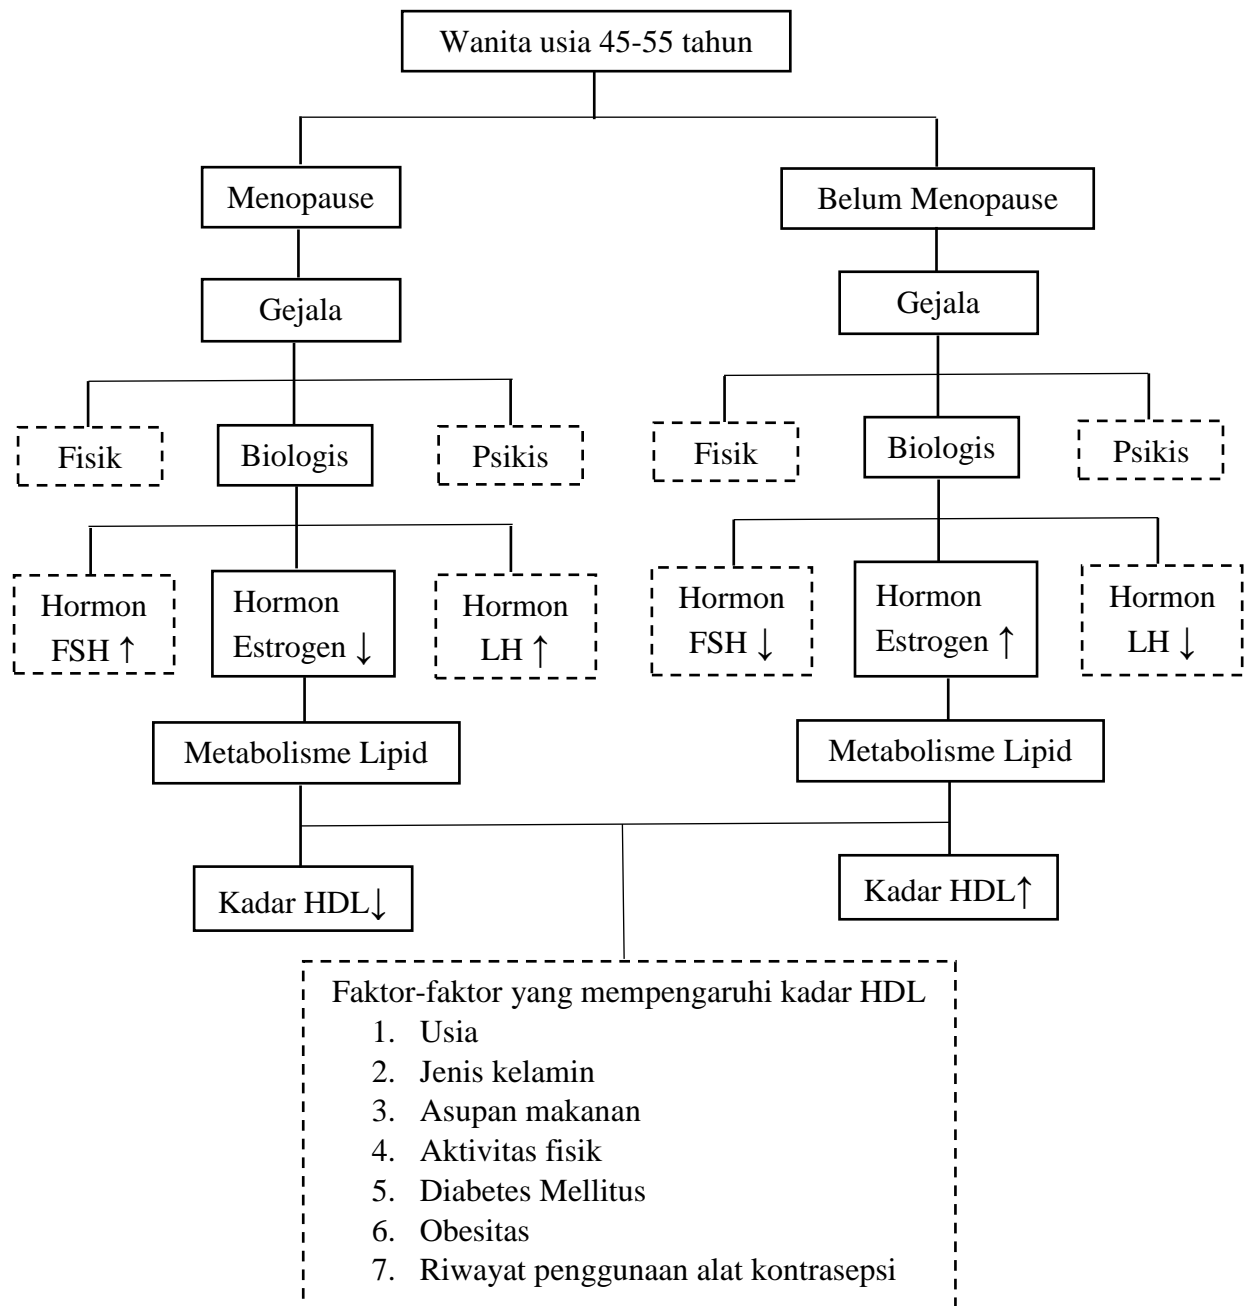 Wanita usia 45-55 tahun
Menopause
Belum Menopause
Gejala
Gejala
Fisik
Biologis
Psikis
Fisik
Biologis
Psikis
Hormon
FSH ↑
Hormon
Estrogen ↓
Hormon
LH ↑
Hormon
FSH ↓
Hormon
Estrogen ↑
Hormon
LH ↓
Metabolisme Lipid
Metabolisme Lipid
Kadar HDL↓
Kadar HDL↑
Faktor-faktor yang mempengaruhi kadar HDL
1. Usia
2. Jenis kelamin
3. Asupan makanan
4. Aktivitas fisik
5. Diabetes Mellitus
6. Obesitas
7. Riwayat penggunaan alat kontrasepsi